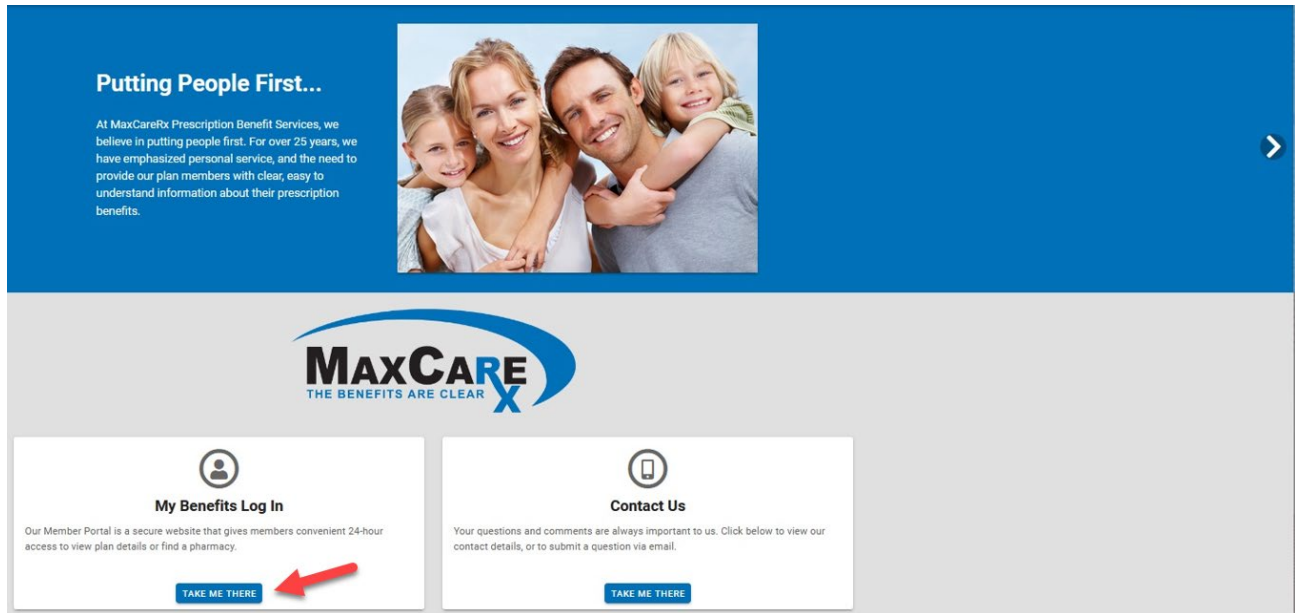 Putting People First...
At MaxCareRx Prescription Benefit Services, we
believe in putting people first. For over 25 years, we
have emphasized personal service, and the need to
provide our plan members with clear, easy to
understand information about their prescription
benefits.
MAXCARE
X
THE BENEFITS ARE CLEAR
My Benefits Log In
Our Member Portal is a secure website that gives members convenient 24-hour
access to view plan details or find a pharmacy.
TAKE ME THERE
Contact Us
Your questions and comments are always important to us. Click below to view our
contact details, or to submit a question via email.
TAKE ME THERE